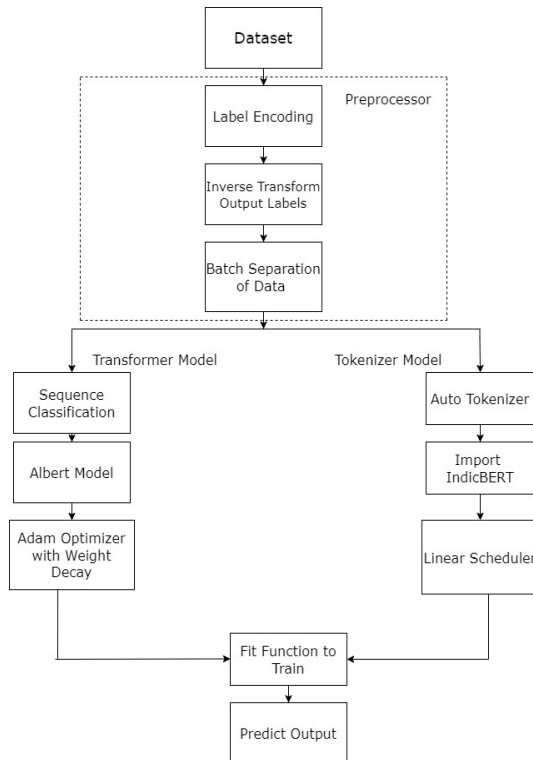 Dataset
Preprocessor
Label Encoding
Inverse Transform
Output Labels
Batch Separation
of Data
Transformer Model
Tokenizer Model
Sequence
Classification
Auto Tokenizer
Albert Model
Import
IndicBERT
Adam Optimizer
with Weight
Decay
Linear Scheduler
Fit Function to
Train
Predict Output